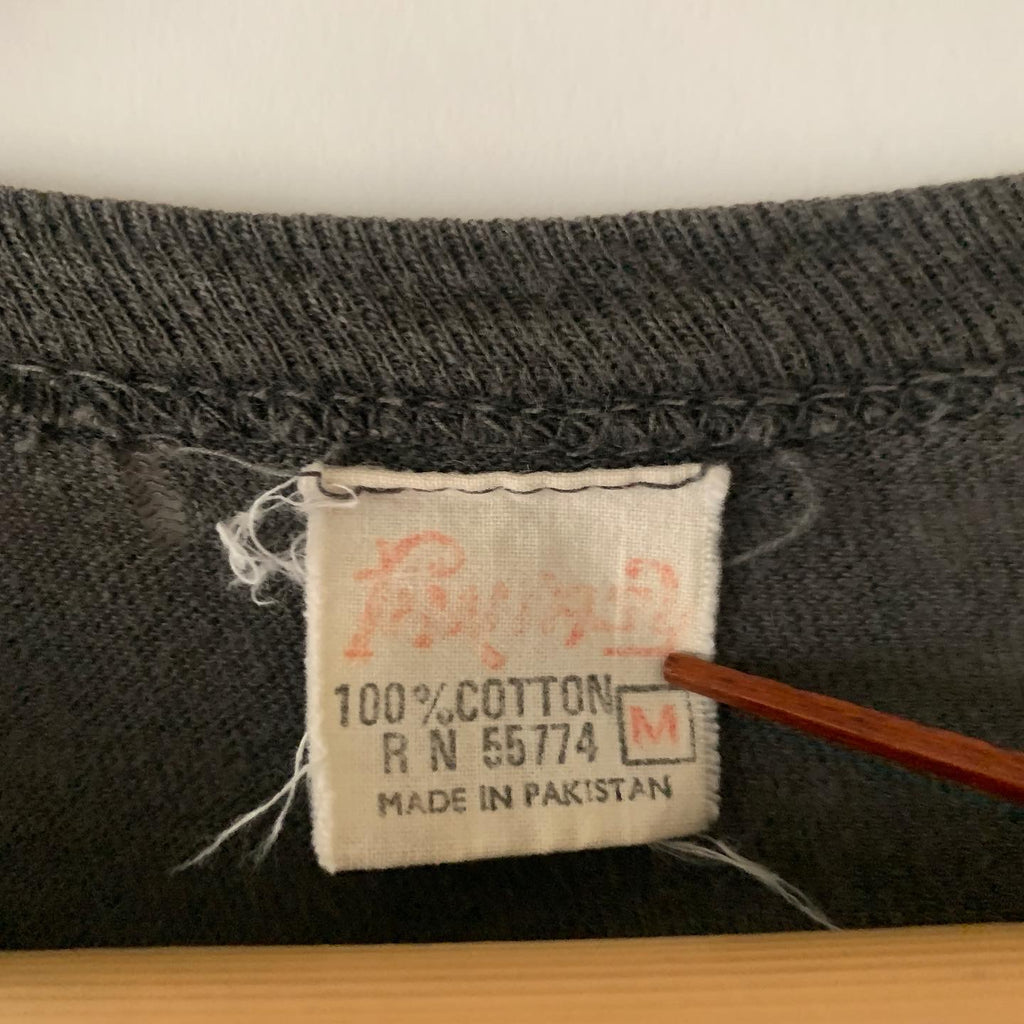 100% COTTON
R N 55774
M
MADE IN PAKISTAN